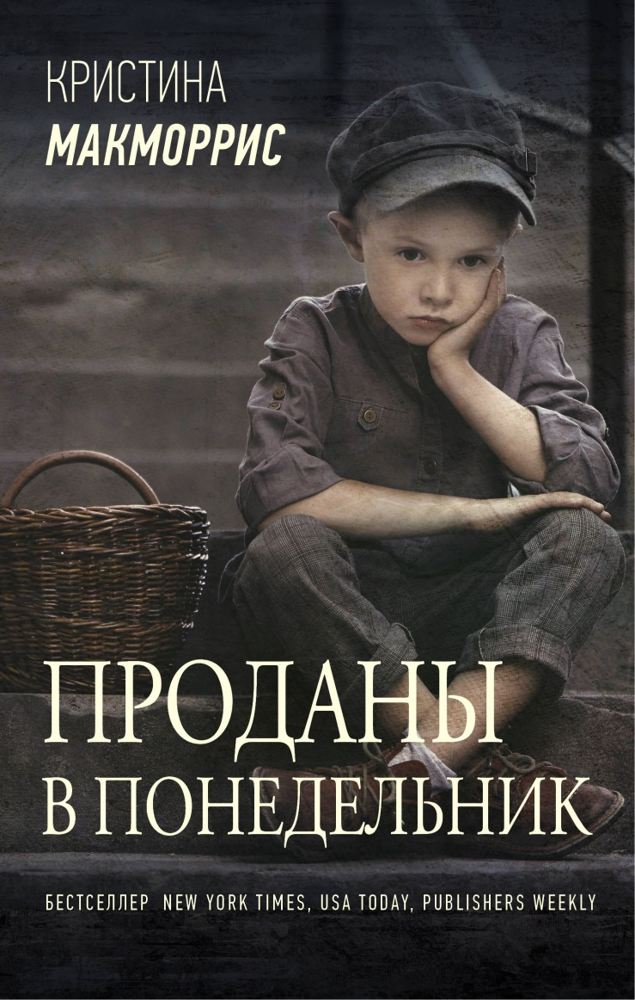 КРИСТИНА
МАКМОРРИС
ПРОДАНЫ
В ПОНЕДЕЛЬНИК
БЕСТСЕЛЛЕР NEW YORK TIMES, USA TODAY, PUBLISHERS WEEKLY